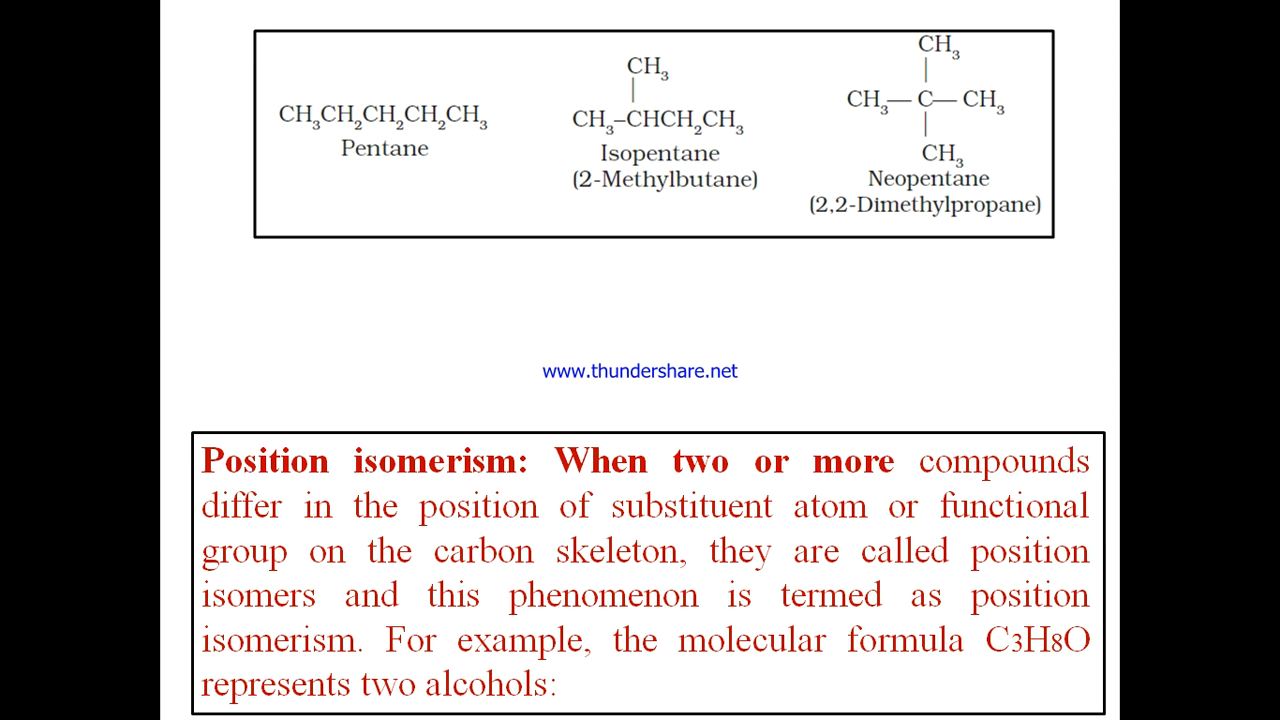 CH₃CH₂CH₂CH₂CH₃
Pentane
CH₃
|
CH₃–CHCH₂CH₃
Isopentane
(2-Methylbutane)
CH₃
|
CH₃— C— CH₃
|
CH₃
Neopentane
(2,2-Dimethylpropane)
www.thundershare.net
Position isomerism: When two or more compounds
differ in the position of substituent atom or functional
group on the carbon skeleton, they are called position
isomers and this phenomenon is termed as position
isomerism. For example, the molecular formula C3H8O
represents two alcohols: